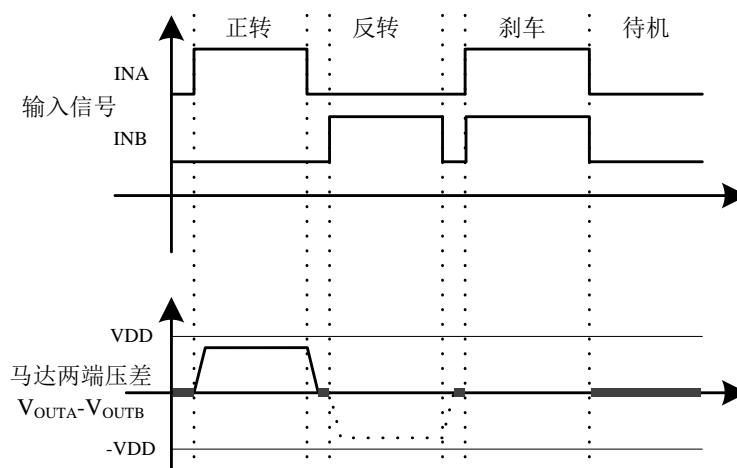 正转 反转 刹车 待机
INA
输入信号
INB
VDD
马达两端压差
VOUTA-VOUTB
-VDD